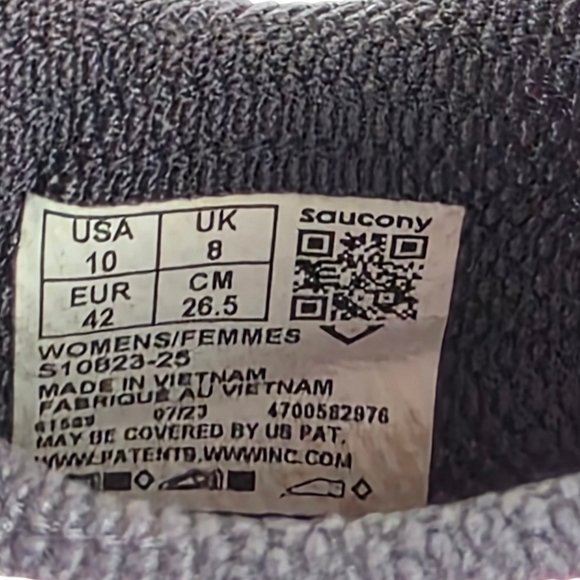 USA 10 UK 8
EUR 42 CM 26.5
saucony
WOMENS/FEMMES
S10823-25
MADE IN VIETNAM
FABRIQUE AU VIETNAM
07/23 4700582976
MAY BE COVERED BY US PAT.
WWW.PATENTS.WWWINC.COM